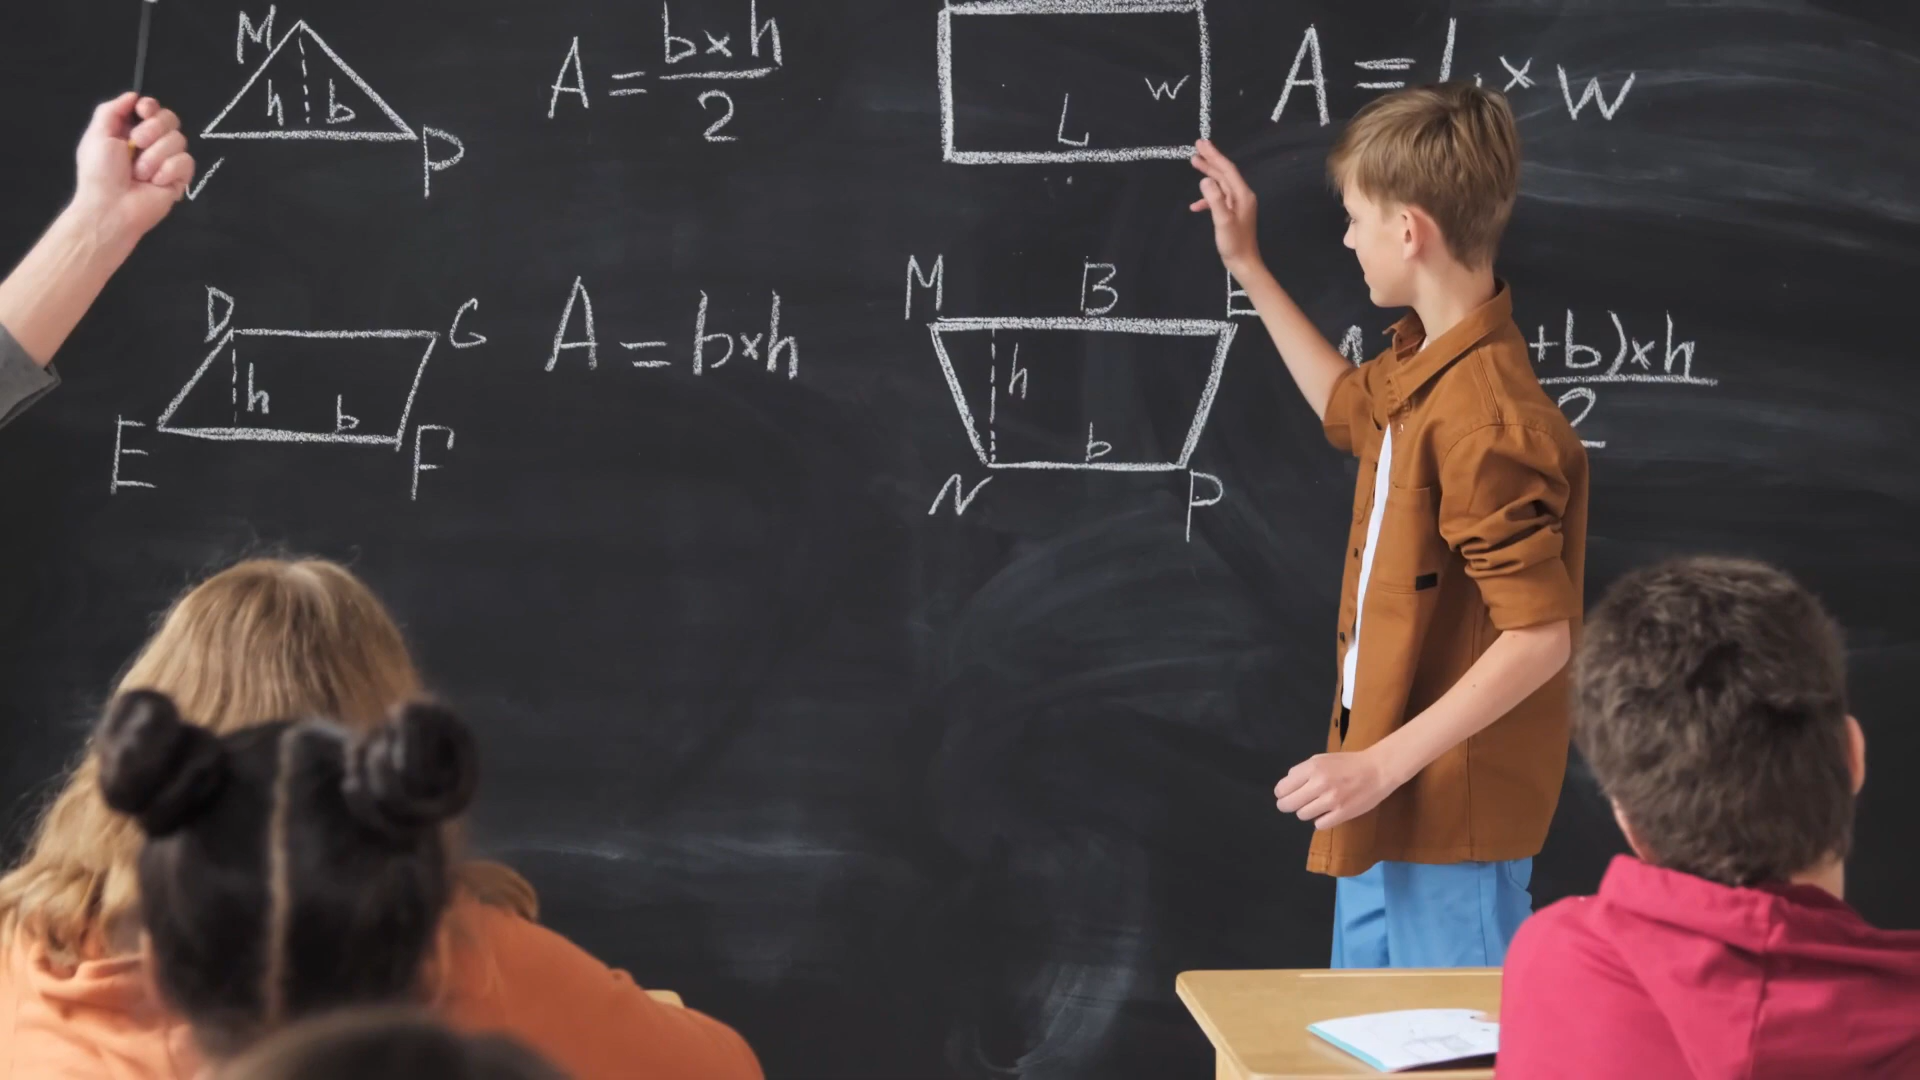 M
h b
N P
A = b×h
2
L w
A = L × w
D G
h b
E F
A = b×h
M B E
h
b
N P
+b)×h
2